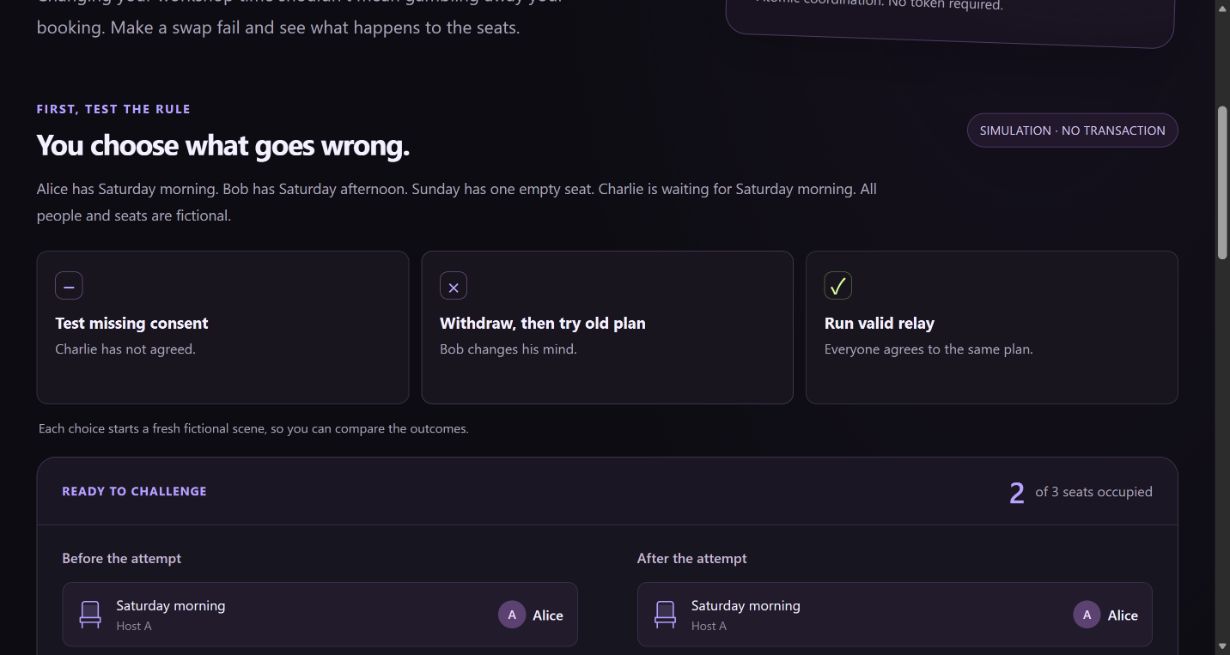 booking. Make a swap fail and see what happens to the seats.
Atomic coordination. No token required.
FIRST, TEST THE RULE
You choose what goes wrong.
SIMULATION · NO TRANSACTION
Alice has Saturday morning. Bob has Saturday afternoon. Sunday has one empty seat. Charlie is waiting for Saturday morning. All
people and seats are fictional.
Test missing consent
Charlie has not agreed.
Withdraw, then try old plan
Bob changes his mind.
Run valid relay
Everyone agrees to the same plan.
Each choice starts a fresh fictional scene, so you can compare the outcomes.
READY TO CHALLENGE
2 of 3 seats occupied
Before the attempt
Saturday morning
Host A
A Alice
After the attempt
Saturday morning
Host A
A Alice